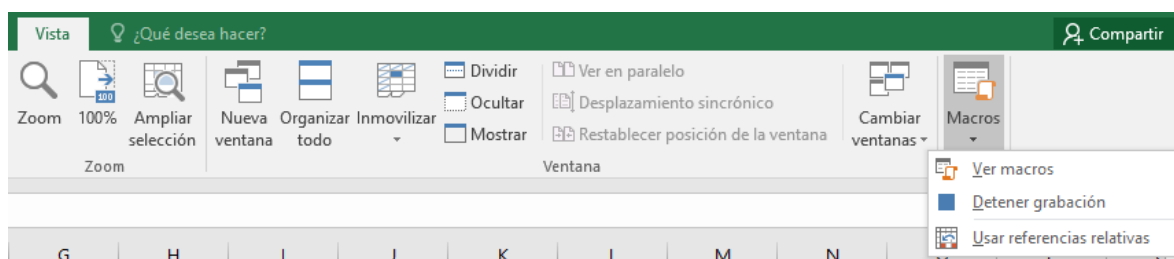 Vista ¿Qué desea hacer? Compartir
Dividir Ver en paralelo
100
Ocultar Desplazamiento sincrónico
Zoom 100% Ampliar selección Nueva ventana Organizar todo Inmovilizar Mostrar Restablecer posición de la ventana Cambiar ventanas Macros
Zoom Ventana
Ver macros
Detener grabación
Usar referencias relativas
G H I J K L M N